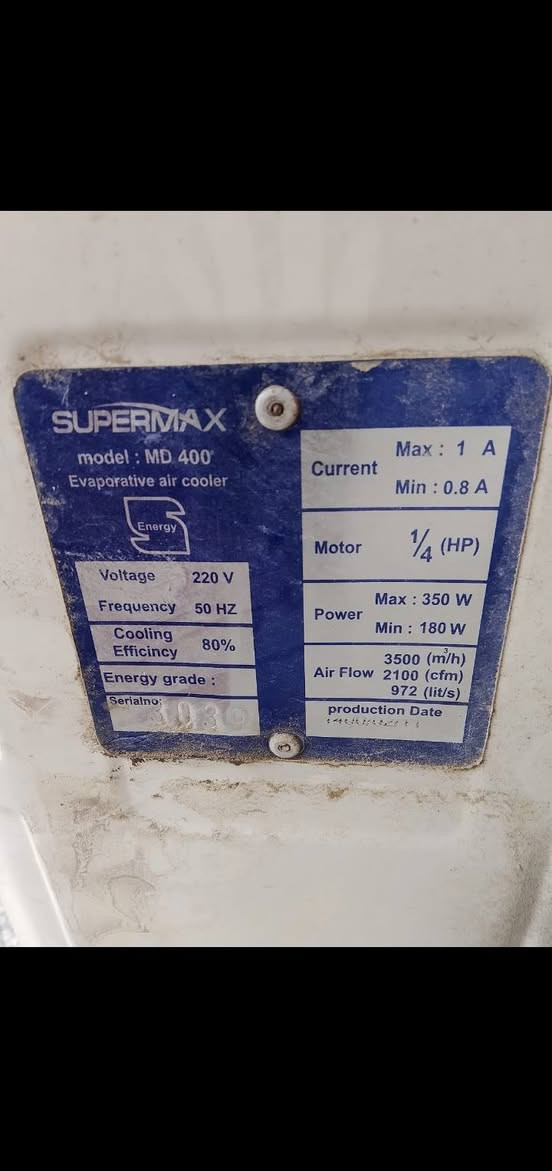 SUPERMAX
model : MD 400
Evaporative air cooler
S
Energy
Voltage 220 V
Frequency 50 HZ
Cooling
Efficincy 80%
Energy grade :
Serialno:
Current
Max : 1 A
Min : 0.8 A
Motor 1/4 (HP)
Power
Max : 350 W
Min : 180 W
Air Flow
3500 (m³/h)
2100 (cfm)
972 (lit/s)
production Date